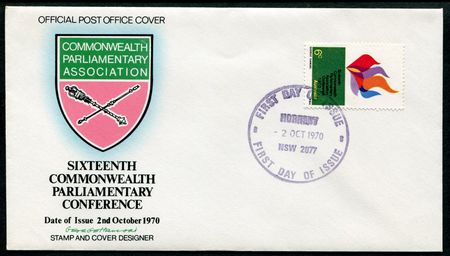 OFFICIAL POST OFFICE COVER
COMMONWEALTH
PARLIAMENTARY
ASSOCIATION
SIXTEENTH
COMMONWEALTH
PARLIAMENTARY
CONFERENCE
Date of Issue 2nd October 1970
STAMP AND COVER DESIGNER
6c
FIRST DAY OF ISSUE
- 2 OCT 1970
NSW 2077
FIRST DAY OF ISSUE